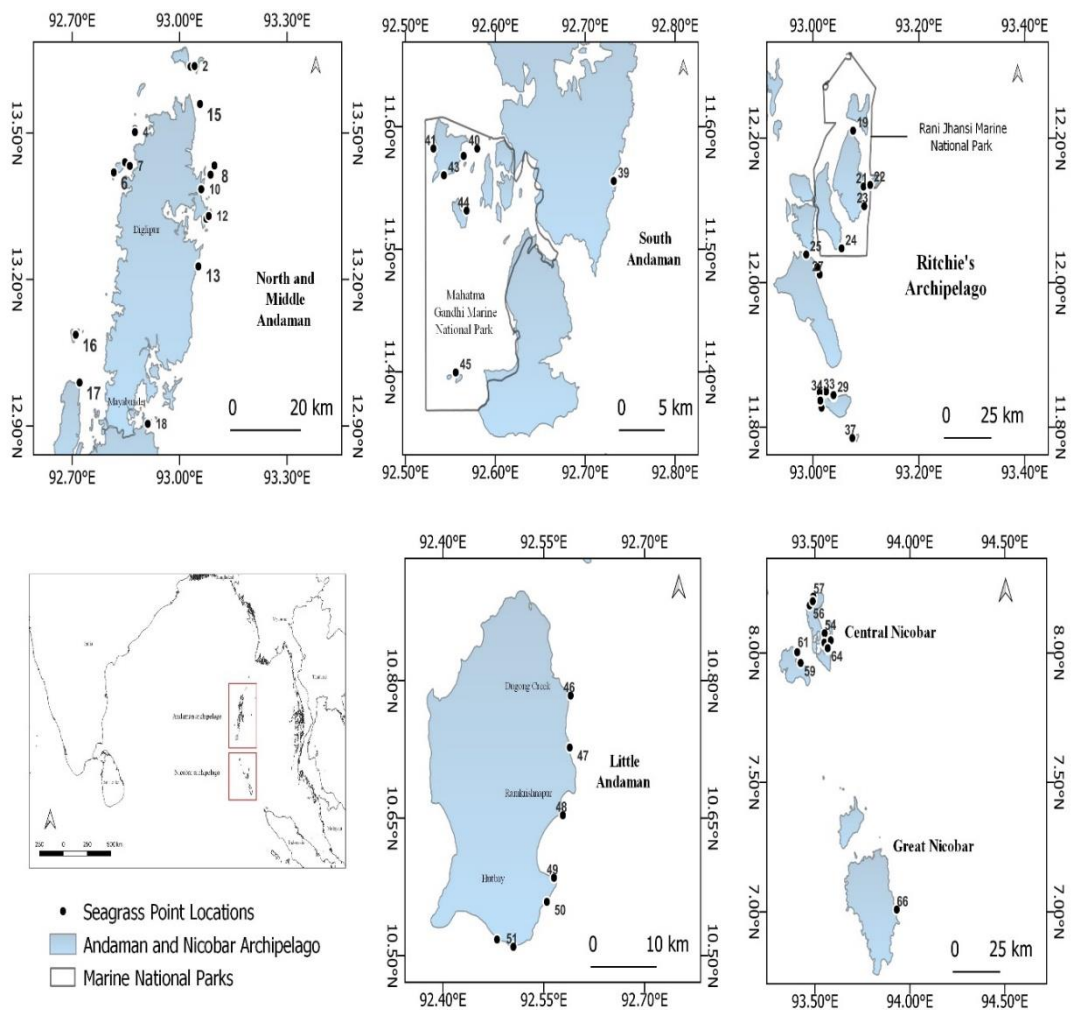 92.70°E 93.00°E 93.30°E
13.50°N 13.50°N
13.20°N 13.20°N
12.90°N 12.90°N
2
15
4
7
6
8
10
12
Diglipur
13
North and
Middle
Andaman
16
17
Mayabunder
18
0 20 km
92.70°E 93.00°E 93.30°E
92.50°E 92.60°E 92.70°E 92.80°E
11.60°N 11.60°N
11.50°N 11.50°N
11.40°N 11.40°N
41
40
43
39
44
South
Andaman
Mahatma
Gandhi Marine
National Park
45
0 5 km
92.50°E 92.60°E 92.70°E 92.80°E
93.00°E 93.20°E 93.40°E
12.20°N 12.20°N
12.00°N 12.00°N
11.80°N 11.80°N
19
Rani Jhansi Marine
National Park
21
22
23
24
25
27
Ritchie's
Archipelago
34
33
29
37
0 25 km
93.00°E 93.20°E 93.40°E
Andaman archipelago
Nicobar archipelago
250 0 250 500 km
Seagrass Point Locations
Andaman and Nicobar Archipelago
Marine National Parks
92.40°E 92.55°E 92.70°E
10.80°N 10.80°N
10.65°N 10.65°N
10.50°N 10.50°N
Dugong Creek
46
47
Little
Andaman
Ramkrishnapur
48
Hutbay
49
50
51
0 10 km
92.40°E 92.55°E 92.70°E
93.50°E 94.00°E 94.50°E
8.00°N 8.00°N
7.50°N 7.50°N
7.00°N 7.00°N
57
56
54
Central Nicobar
61
64
59
Great Nicobar
66
0 25 km
93.50°E 94.00°E 94.50°E